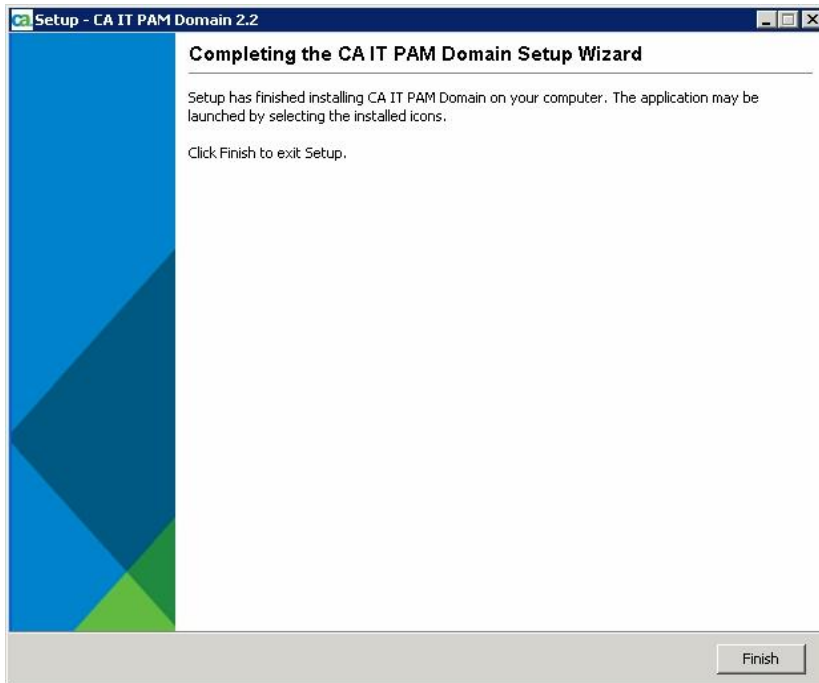 ca Setup - CA IT PAM Domain 2.2
Completing the CA IT PAM Domain Setup Wizard
Setup has finished installing CA IT PAM Domain on your computer. The application may be
launched by selecting the installed icons.
Click Finish to exit Setup.
Finish